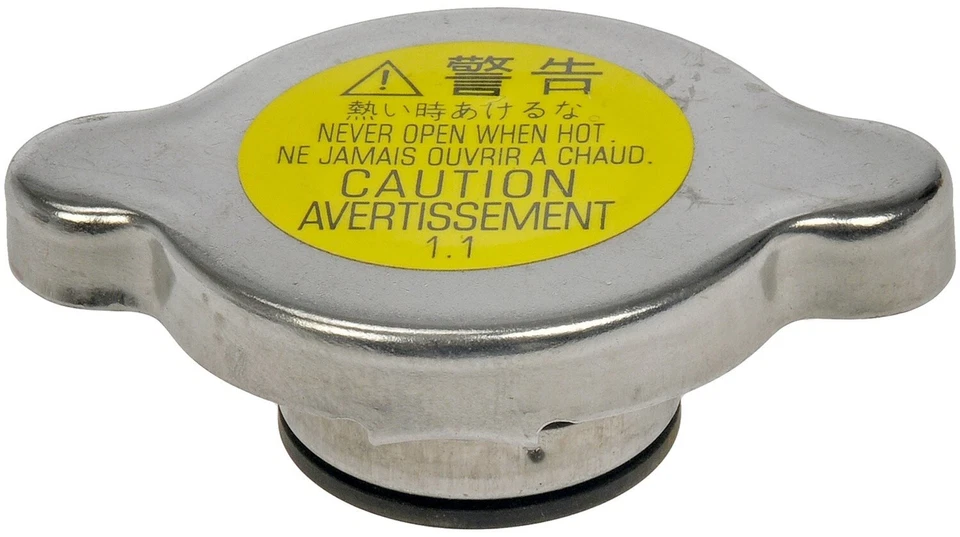 警告
熱い時あけるな。
NEVER OPEN WHEN HOT.
NE JAMAIS OUVRIR A CHAUD.
CAUTION
AVERTISSEMENT
1.1